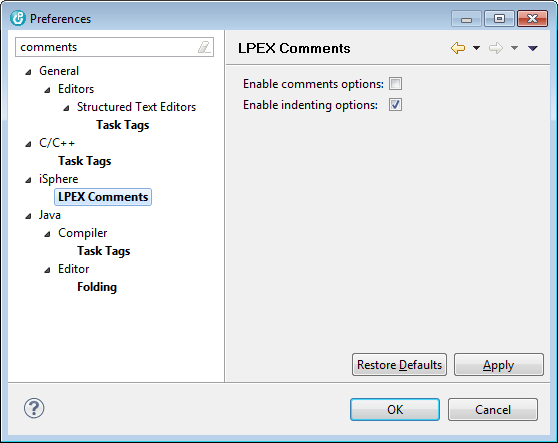 Preferences
comments
General
Editors
Structured Text Editors
Task Tags
C/C++
Task Tags
iSphere
LPEX Comments
Java
Compiler
Task Tags
Editor
Folding
LPEX Comments
Enable comments options:
Enable indenting options:
Restore Defaults
Apply
?
OK
Cancel